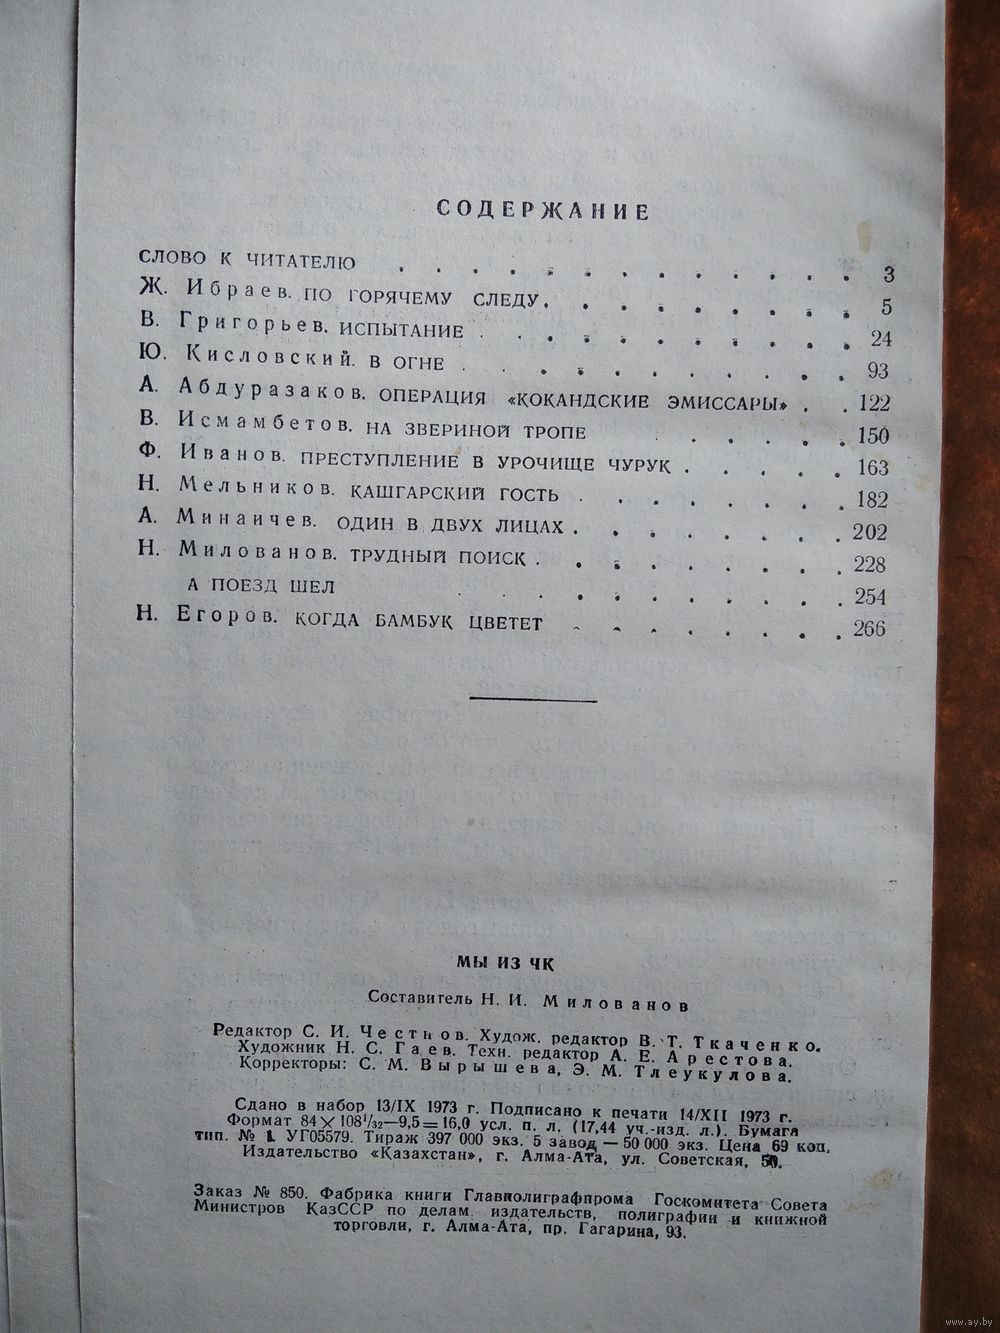 СОДЕРЖАНИЕ
СЛОВО К ЧИТАТЕЛЮ . . . . . . . . . . . . . 3
Ж. Ибраев. ПО ГОРЯЧЕМУ СЛЕДУ. . . . . . . . . 5
В. Григорьев. ИСПЫТАНИЕ . . . . . . . . . . . 24
Ю. Кисловский. В ОГНЕ . . . . . . . . . . . 93
А. Абдуразаков. ОПЕРАЦИЯ «КОКАНДСКИЕ ЭМИССАРЫ» . . 122
В. Исмамбетов. НА ЗВЕРИНОЙ ТРОПЕ . . . . . . 150
Ф. Иванов. ПРЕСТУПЛЕНИЕ В УРОЧИЩЕ ЧУРУК . . . . . 163
Н. Мельников. КАШГАРСКИЙ ГОСТЬ . . . . . . . . 182
А. Минаичев. ОДИН В ДВУХ ЛИЦАХ . . . . . . . . 202
Н. Милованов. ТРУДНЫЙ ПОИСК . . . . . . . . . 228
А ПОЕЗД ШЕЛ . . . . . . . . . . . 254
Н. Егоров. КОГДА БАМБУК ЦВЕТЕТ . . . . . . . . 266
МЫ ИЗ ЧК
Составитель Н. И. Милованов
Редактор С. И. Честнов. Худож. редактор В. Т. Ткаченко.
Художник Н. С. Гаев. Техн. редактор А. Е. Арестова.
Корректоры: С. М. Вырышева, Э. М. Тлеукулова.
Сдано в набор 13/IX 1973 г. Подписано к печати 14/XII 1973 г.
Формат 84×108¹/₃₂—9,5=16,0 усл. п. л. (17,44 уч.-изд. л.). Бумага
тип. № 1. УГ05579. Тираж 397 000 экз. 5 завод — 50 000 экз. Цена 69 коп.
Издательство «Казахстан», г. Алма-Ата, ул. Советская, 50.
Заказ № 850. Фабрика книги Главполиграфпрома Госкомитета Совета
Министров КазССР по делам издательств, полиграфии и книжной
торговли, г. Алма-Ата, пр. Гагарина, 93.
www.ay.by